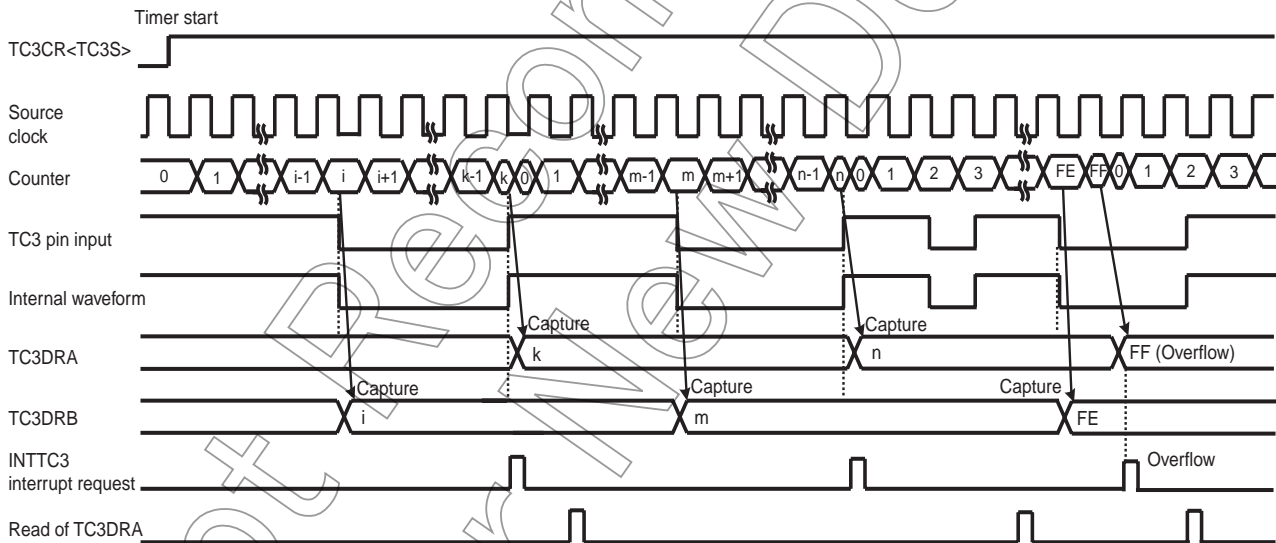 Timer start
TC3CR<TC3S>
Source
clock
Counter 0 1 i-1 i i+1 k-1 k 0 1 m-1 m m+1 n-1 n 0 1 2 3 FE FF 0 1 2 3
TC3 pin input
Internal waveform
Capture Capture
TC3DRA k n FF (Overflow)
Capture Capture Capture
TC3DRB i m FE
INTTC3
interrupt request
Overflow
Read of TC3DRA